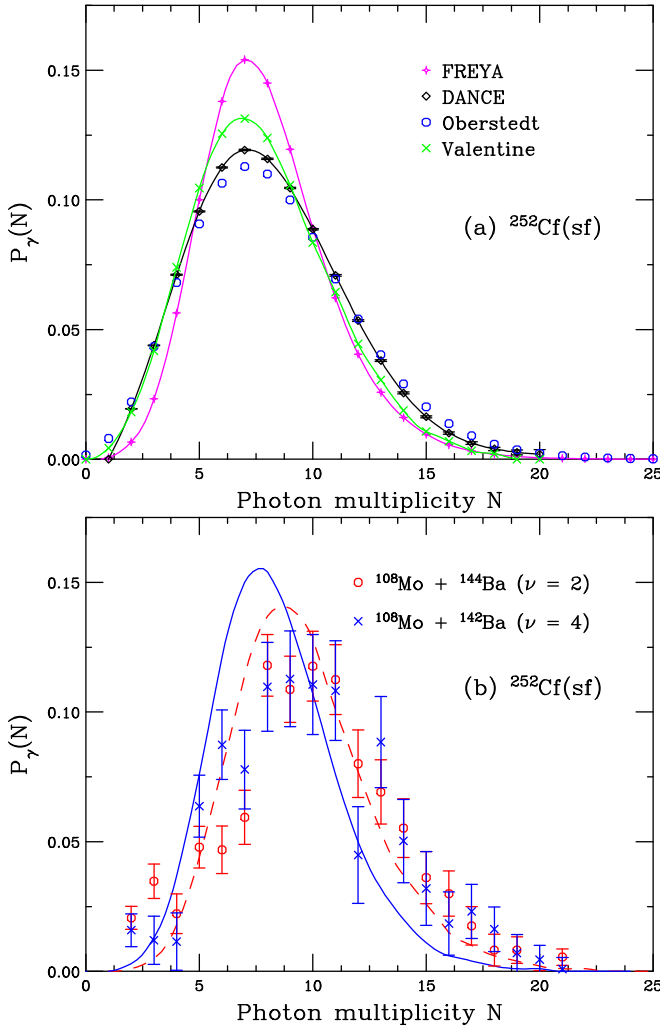 0.15
0.10
0.05
0.00
P_γ(N)
FREYA
DANCE
Oberstedt
Valentine
(a) ²⁵²Cf(sf)
0 5 10 15 20 25
Photon multiplicity N
0.15
0.10
0.05
0.00
P_γ(N)
¹⁰⁸Mo + ¹⁴⁴Ba (ν = 2)
¹⁰⁸Mo + ¹⁴²Ba (ν = 4)
(b) ²⁵²Cf(sf)
0 5 10 15 20 25
Photon multiplicity N